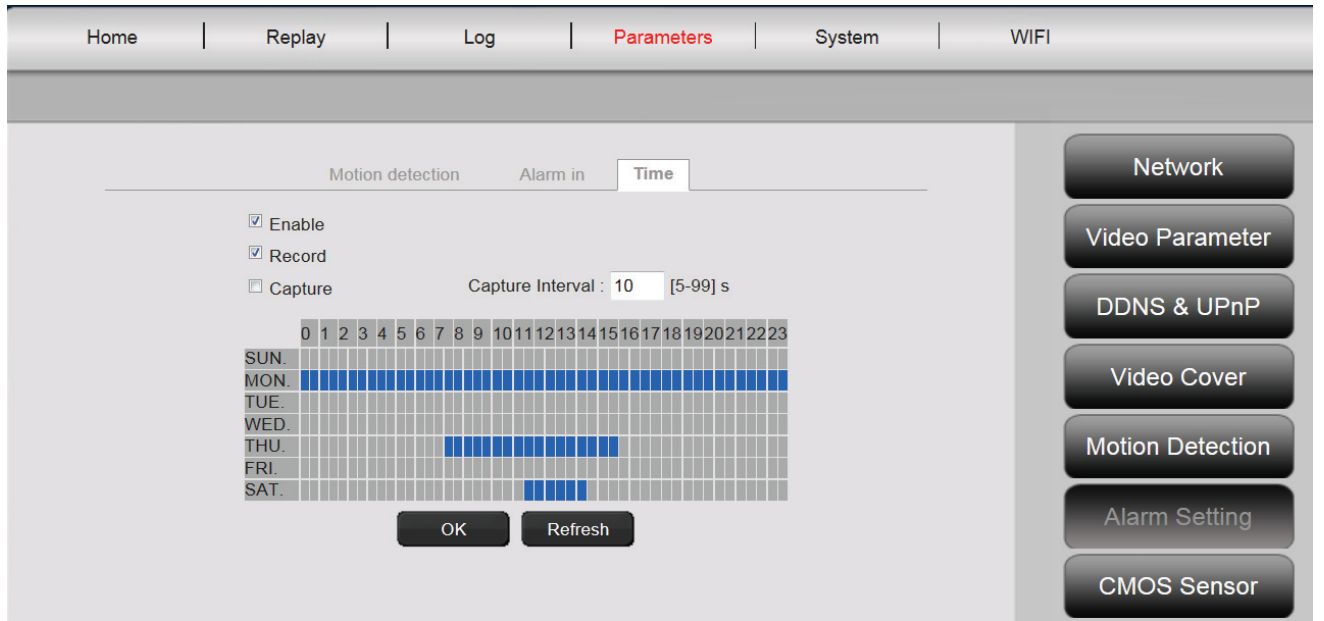 Home | Replay | Log | Parameters | System | WIFI
Motion detection Alarm in Time
Enable
Record
Capture Capture Interval : 10 [5-99] s
0 1 2 3 4 5 6 7 8 9 10 11 12 13 14 15 16 17 18 19 20 21 22 23
SUN.
MON.
TUE.
WED.
THU.
FRI.
SAT.
OK Refresh
Network
Video Parameter
DDNS & UPnP
Video Cover
Motion Detection
Alarm Setting
CMOS Sensor